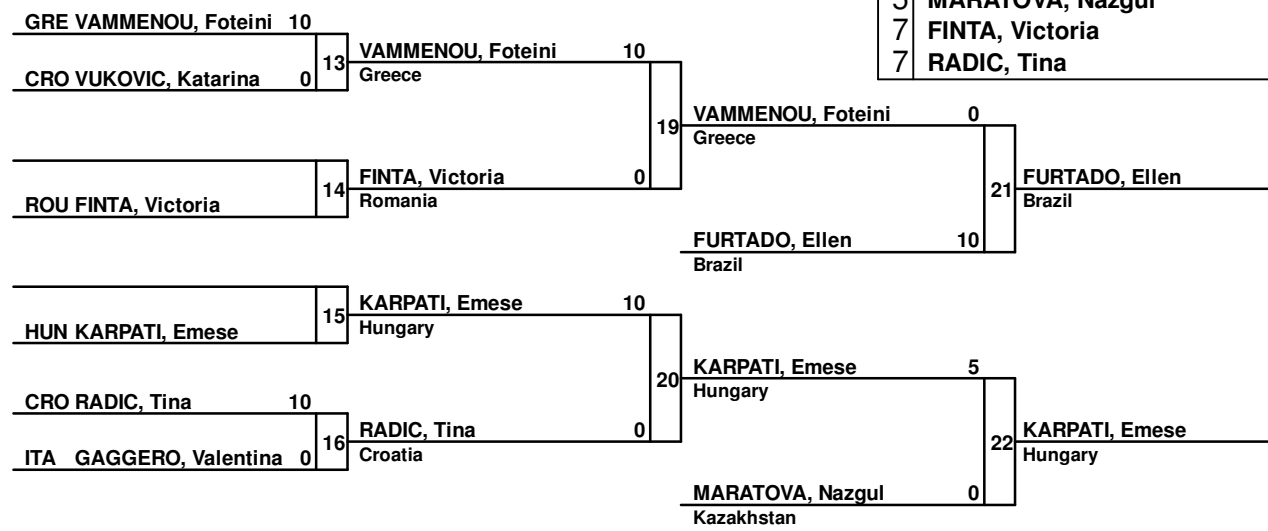 5 MARATOVA, Nazgul
7 FINTA, Victoria
7 RADIC, Tina
GRE VAMMENOU, Foteini 10
13
CRO VUKOVIC, Katarina 0
VAMMENOU, Foteini 10
Greece
19
14
ROU FINTA, Victoria
FINTA, Victoria 0
Romania
VAMMENOU, Foteini 0
Greece
21
FURTADO, Ellen 10
Brazil
FURTADO, Ellen
Brazil
15
HUN KARPATI, Emese
KARPATI, Emese 10
Hungary
20
CRO RADIC, Tina 10
16
ITA GAGGERO, Valentina 0
RADIC, Tina 0
Croatia
KARPATI, Emese 5
Hungary
22
MARATOVA, Nazgul 0
Kazakhstan
KARPATI, Emese
Hungary